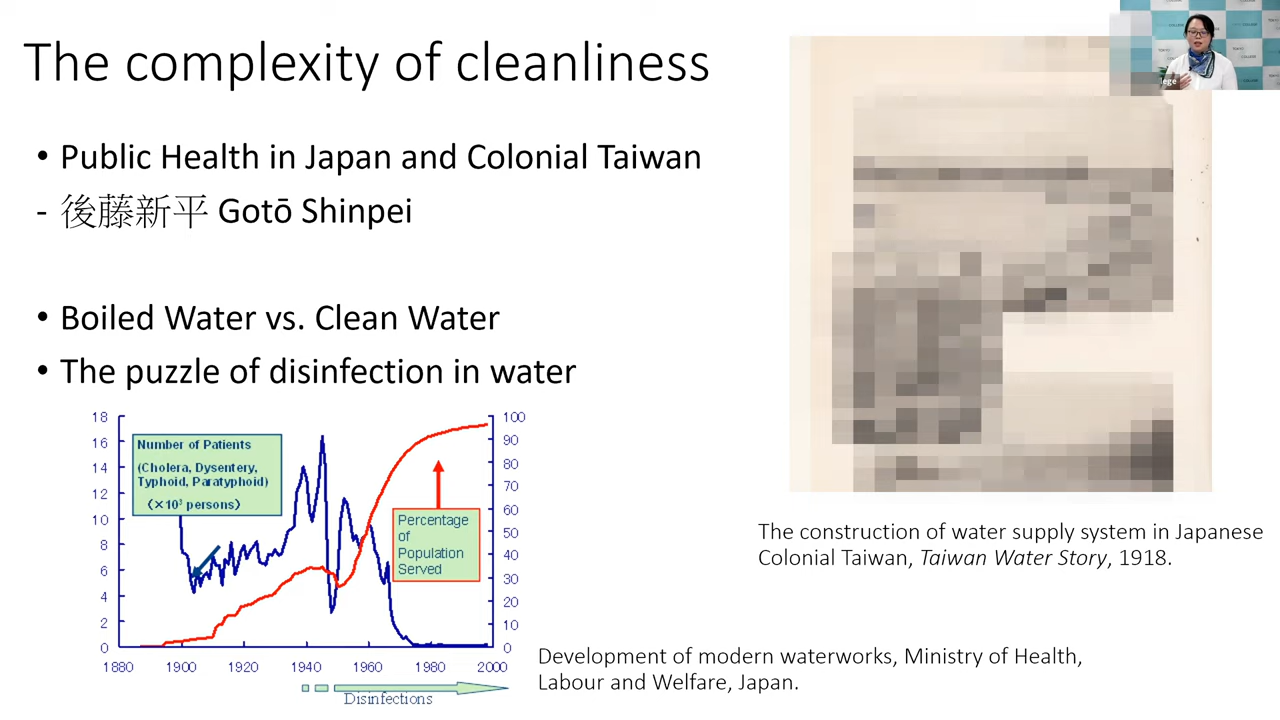 The complexity of cleanliness
• Public Health in Japan and Colonial Taiwan
- 後藤新平 Gotō Shinpei
• Boiled Water vs. Clean Water
• The puzzle of disinfection in water
18
16
14
12
10
8
6
4
2
0
Number of Patients
(Cholera, Dysentery,
Typhoid, Paratyphoid)
(×10³ persons)
100
90
80
70
60
50
40
30
20
10
0
Percentage
of
Population
Served
1880 1900 1920 1940 1960 1980 2000
Disinfections
The construction of water supply system in Japanese
Colonial Taiwan, Taiwan Water Story, 1918.
Development of modern waterworks, Ministry of Health,
Labour and Welfare, Japan.